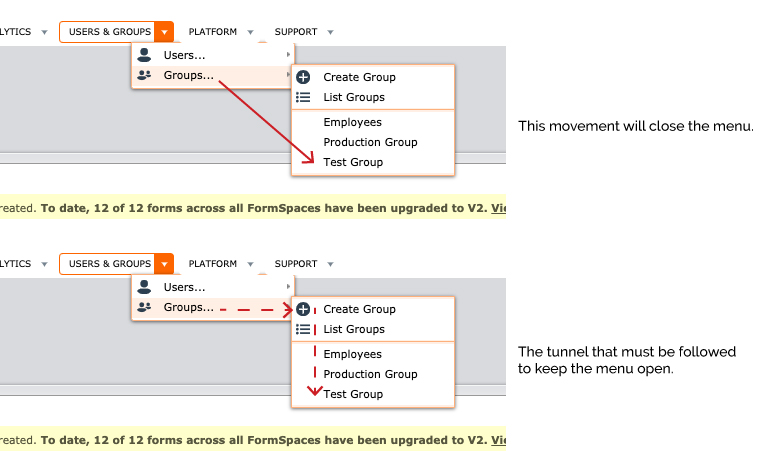 LYTICS USERS & GROUPS PLATFORM SUPPORT
Users...
Groups...
Create Group
List Groups
Employees
Production Group
Test Group
This movement will close the menu.
reated. To date, 12 of 12 forms across all FormSpaces have been upgraded to V2. Vie
LYTICS USERS & GROUPS PLATFORM SUPPORT
Users...
Groups...
Create Group
List Groups
Employees
Production Group
Test Group
The tunnel that must be followed
to keep the menu open.
reated. To date, 12 of 12 forms across all FormSpaces have been upgraded to V2. Vie